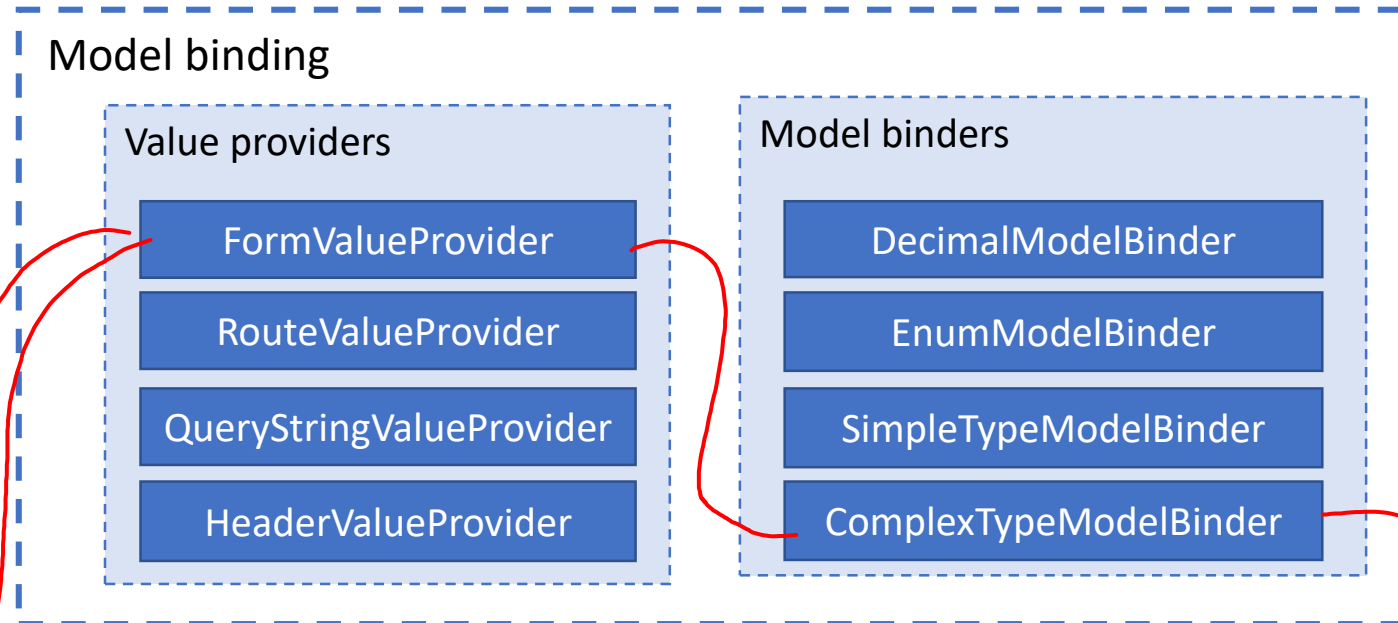 Model binding
Value providers
FormValueProvider
RouteValueProvider
QueryStringValueProvider
HeaderValueProvider
Model binders
DecimalModelBinder
EnumModelBinder
SimpleTypeModelBinder
ComplexTypeModelBinder